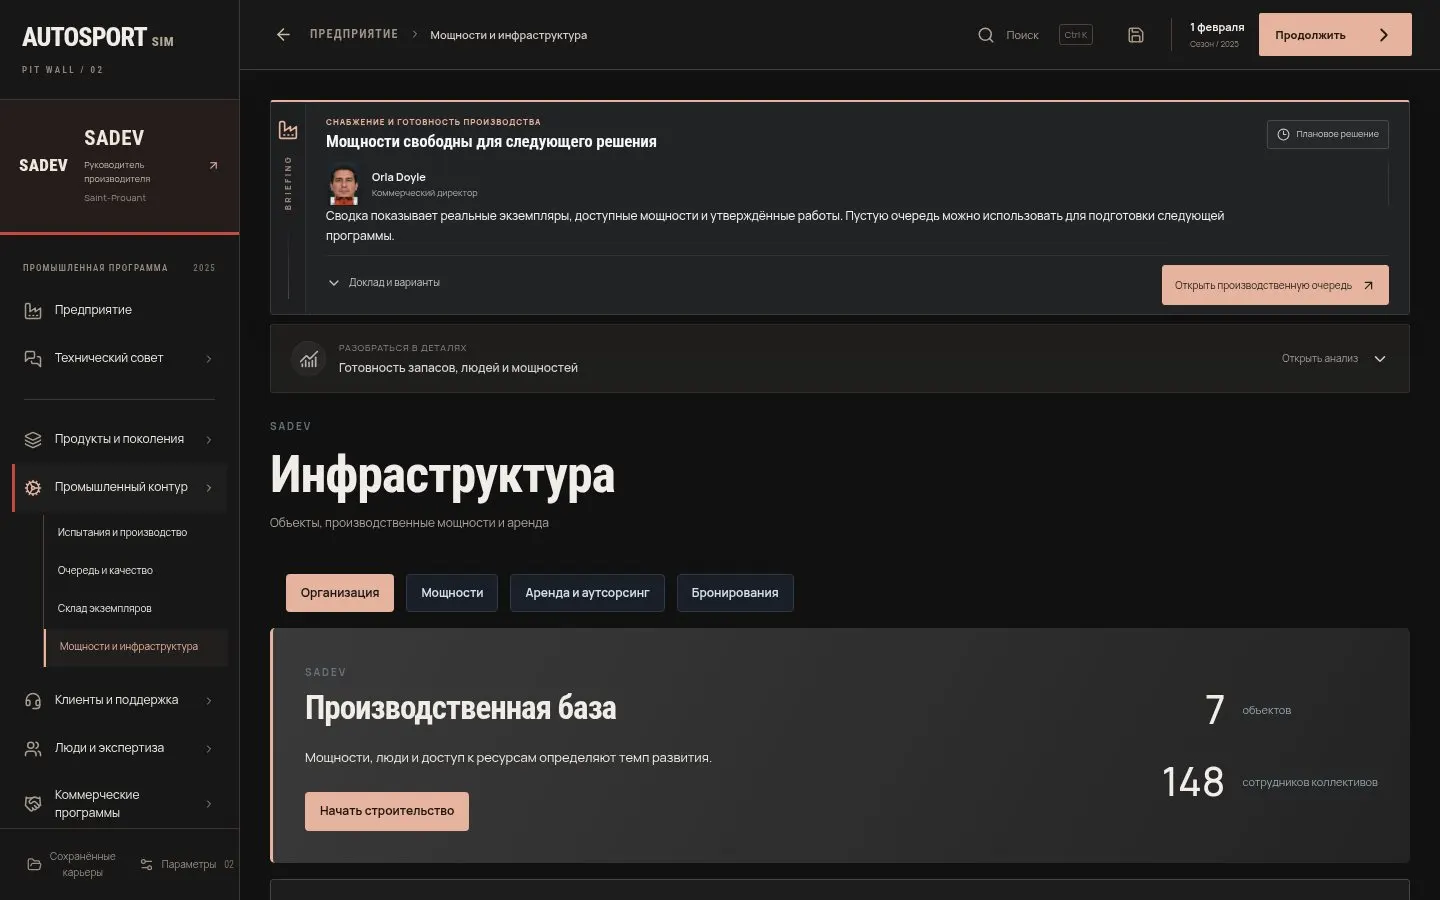 AUTOSPORT SIM
PIT WALL / 02
SADEV
SADEV
Руководитель
производителя
Saint-Prouant
ПРОМЫШЛЕННАЯ ПРОГРАММА 2025
Предприятие
Технический совет
Продукты и поколения
Промышленный контур
Испытания и производство
Очередь и качество
Склад экземпляров
Мощности и инфраструктура
Клиенты и поддержка
Люди и экспертиза
Коммерческие
программы
Сохранённые
карьеры
Параметры 02
ПРЕДПРИЯТИЕ
Мощности и инфраструктура
Поиск
Ctrl K
1 февраля
Сезон / 2025
Продолжить
BRIEFING
СНАБЖЕНИЕ И ГОТОВНОСТЬ ПРОИЗВОДСТВА
Мощности свободны для следующего решения
Плановое решение
Orla Doyle
Коммерческий директор
Сводка показывает реальные экземпляры, доступные мощности и утверждённые работы. Пустую очередь можно использовать для подготовки следующей
программы.
Доклад и варианты
Открыть производственную очередь
РАЗОБРАТЬСЯ В ДЕТАЛЯХ
Готовность запасов, людей и мощностей
Открыть анализ
SADEV
Инфраструктура
Объекты, производственные мощности и аренда
Организация
Мощности
Аренда и аутсорсинг
Бронирования
SADEV
Производственная база
Мощности, люди и доступ к ресурсам определяют темп развития.
Начать строительство
7 объектов
148 сотрудников коллективов